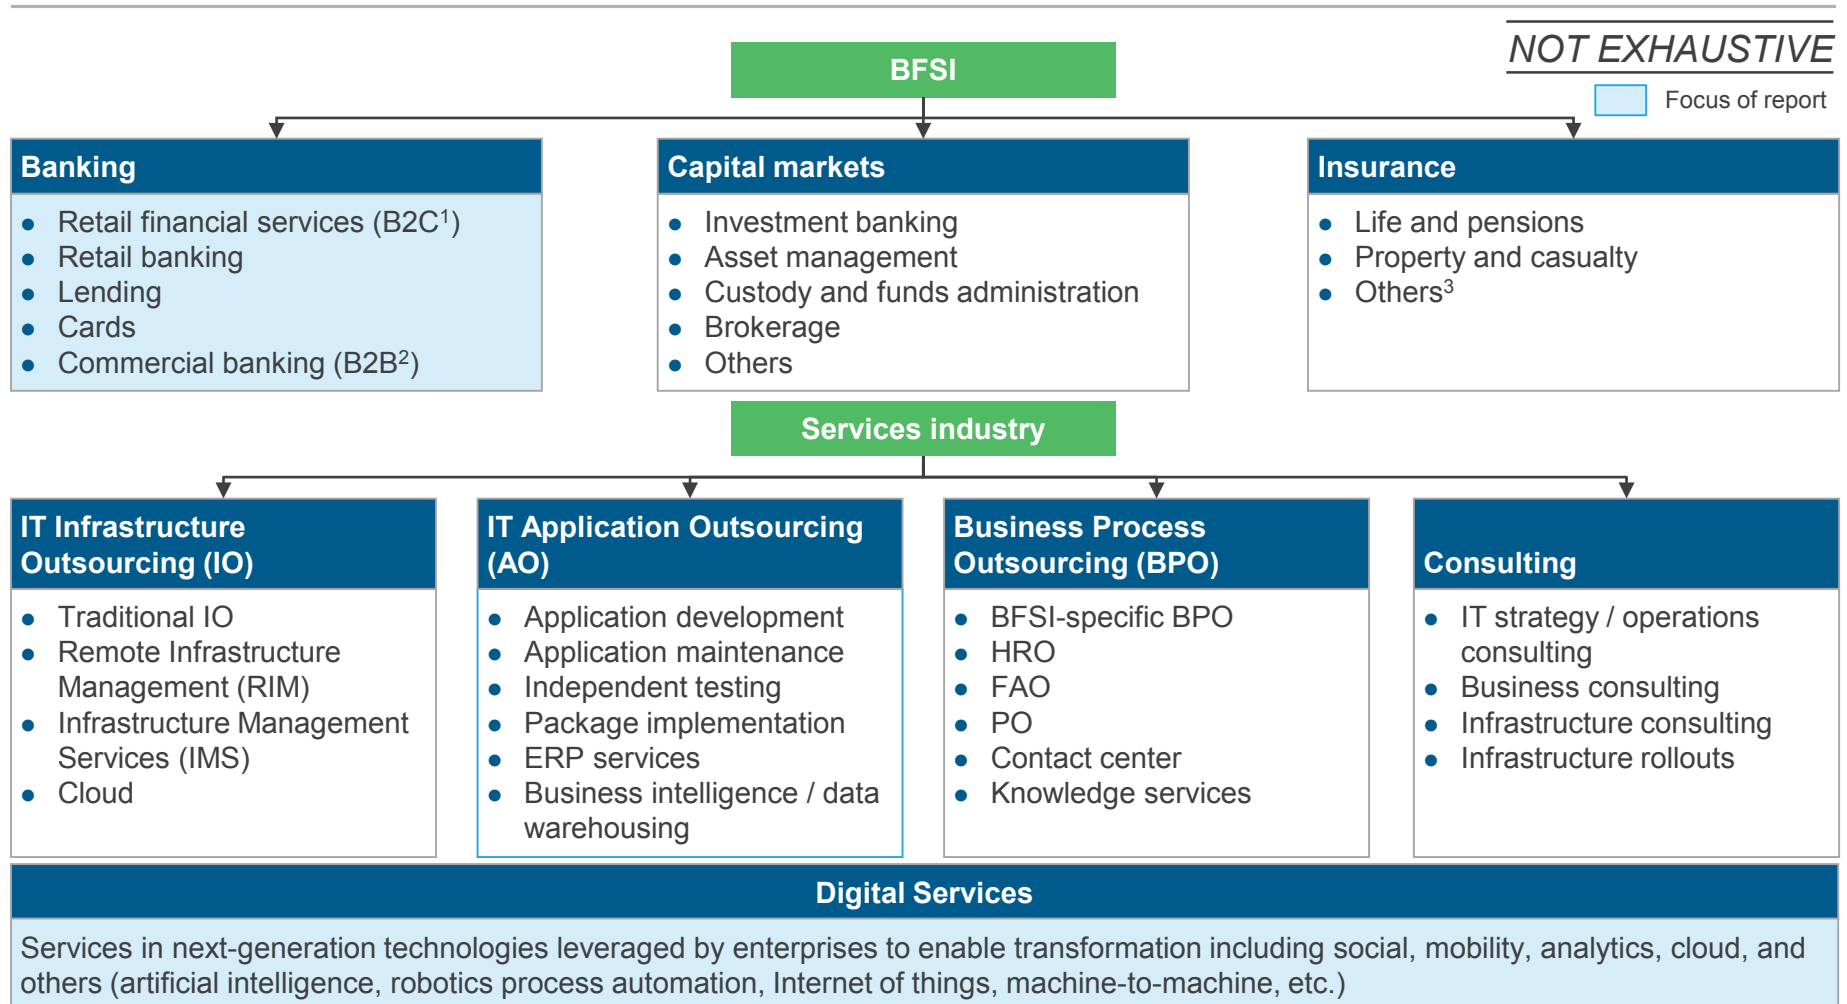 NOT EXHAUSTIVE
Focus of report
BFSI
Banking
● Retail financial services (B2C¹)
● Retail banking
● Lending
● Cards
● Commercial banking (B2B²)
Capital markets
● Investment banking
● Asset management
● Custody and funds administration
● Brokerage
● Others
Insurance
● Life and pensions
● Property and casualty
● Others³
Services industry
IT Infrastructure
Outsourcing (IO)
● Traditional IO
● Remote Infrastructure
Management (RIM)
● Infrastructure Management
Services (IMS)
● Cloud
IT Application Outsourcing
(AO)
● Application development
● Application maintenance
● Independent testing
● Package implementation
● ERP services
● Business intelligence / data
warehousing
Business Process
Outsourcing (BPO)
● BFSI-specific BPO
● HRO
● FAO
● PO
● Contact center
● Knowledge services
Consulting
● IT strategy / operations
consulting
● Business consulting
● Infrastructure consulting
● Infrastructure rollouts
Digital Services
Services in next-generation technologies leveraged by enterprises to enable transformation including social, mobility, analytics, cloud, and
others (artificial intelligence, robotics process automation, Internet of things, machine-to-machine, etc.)